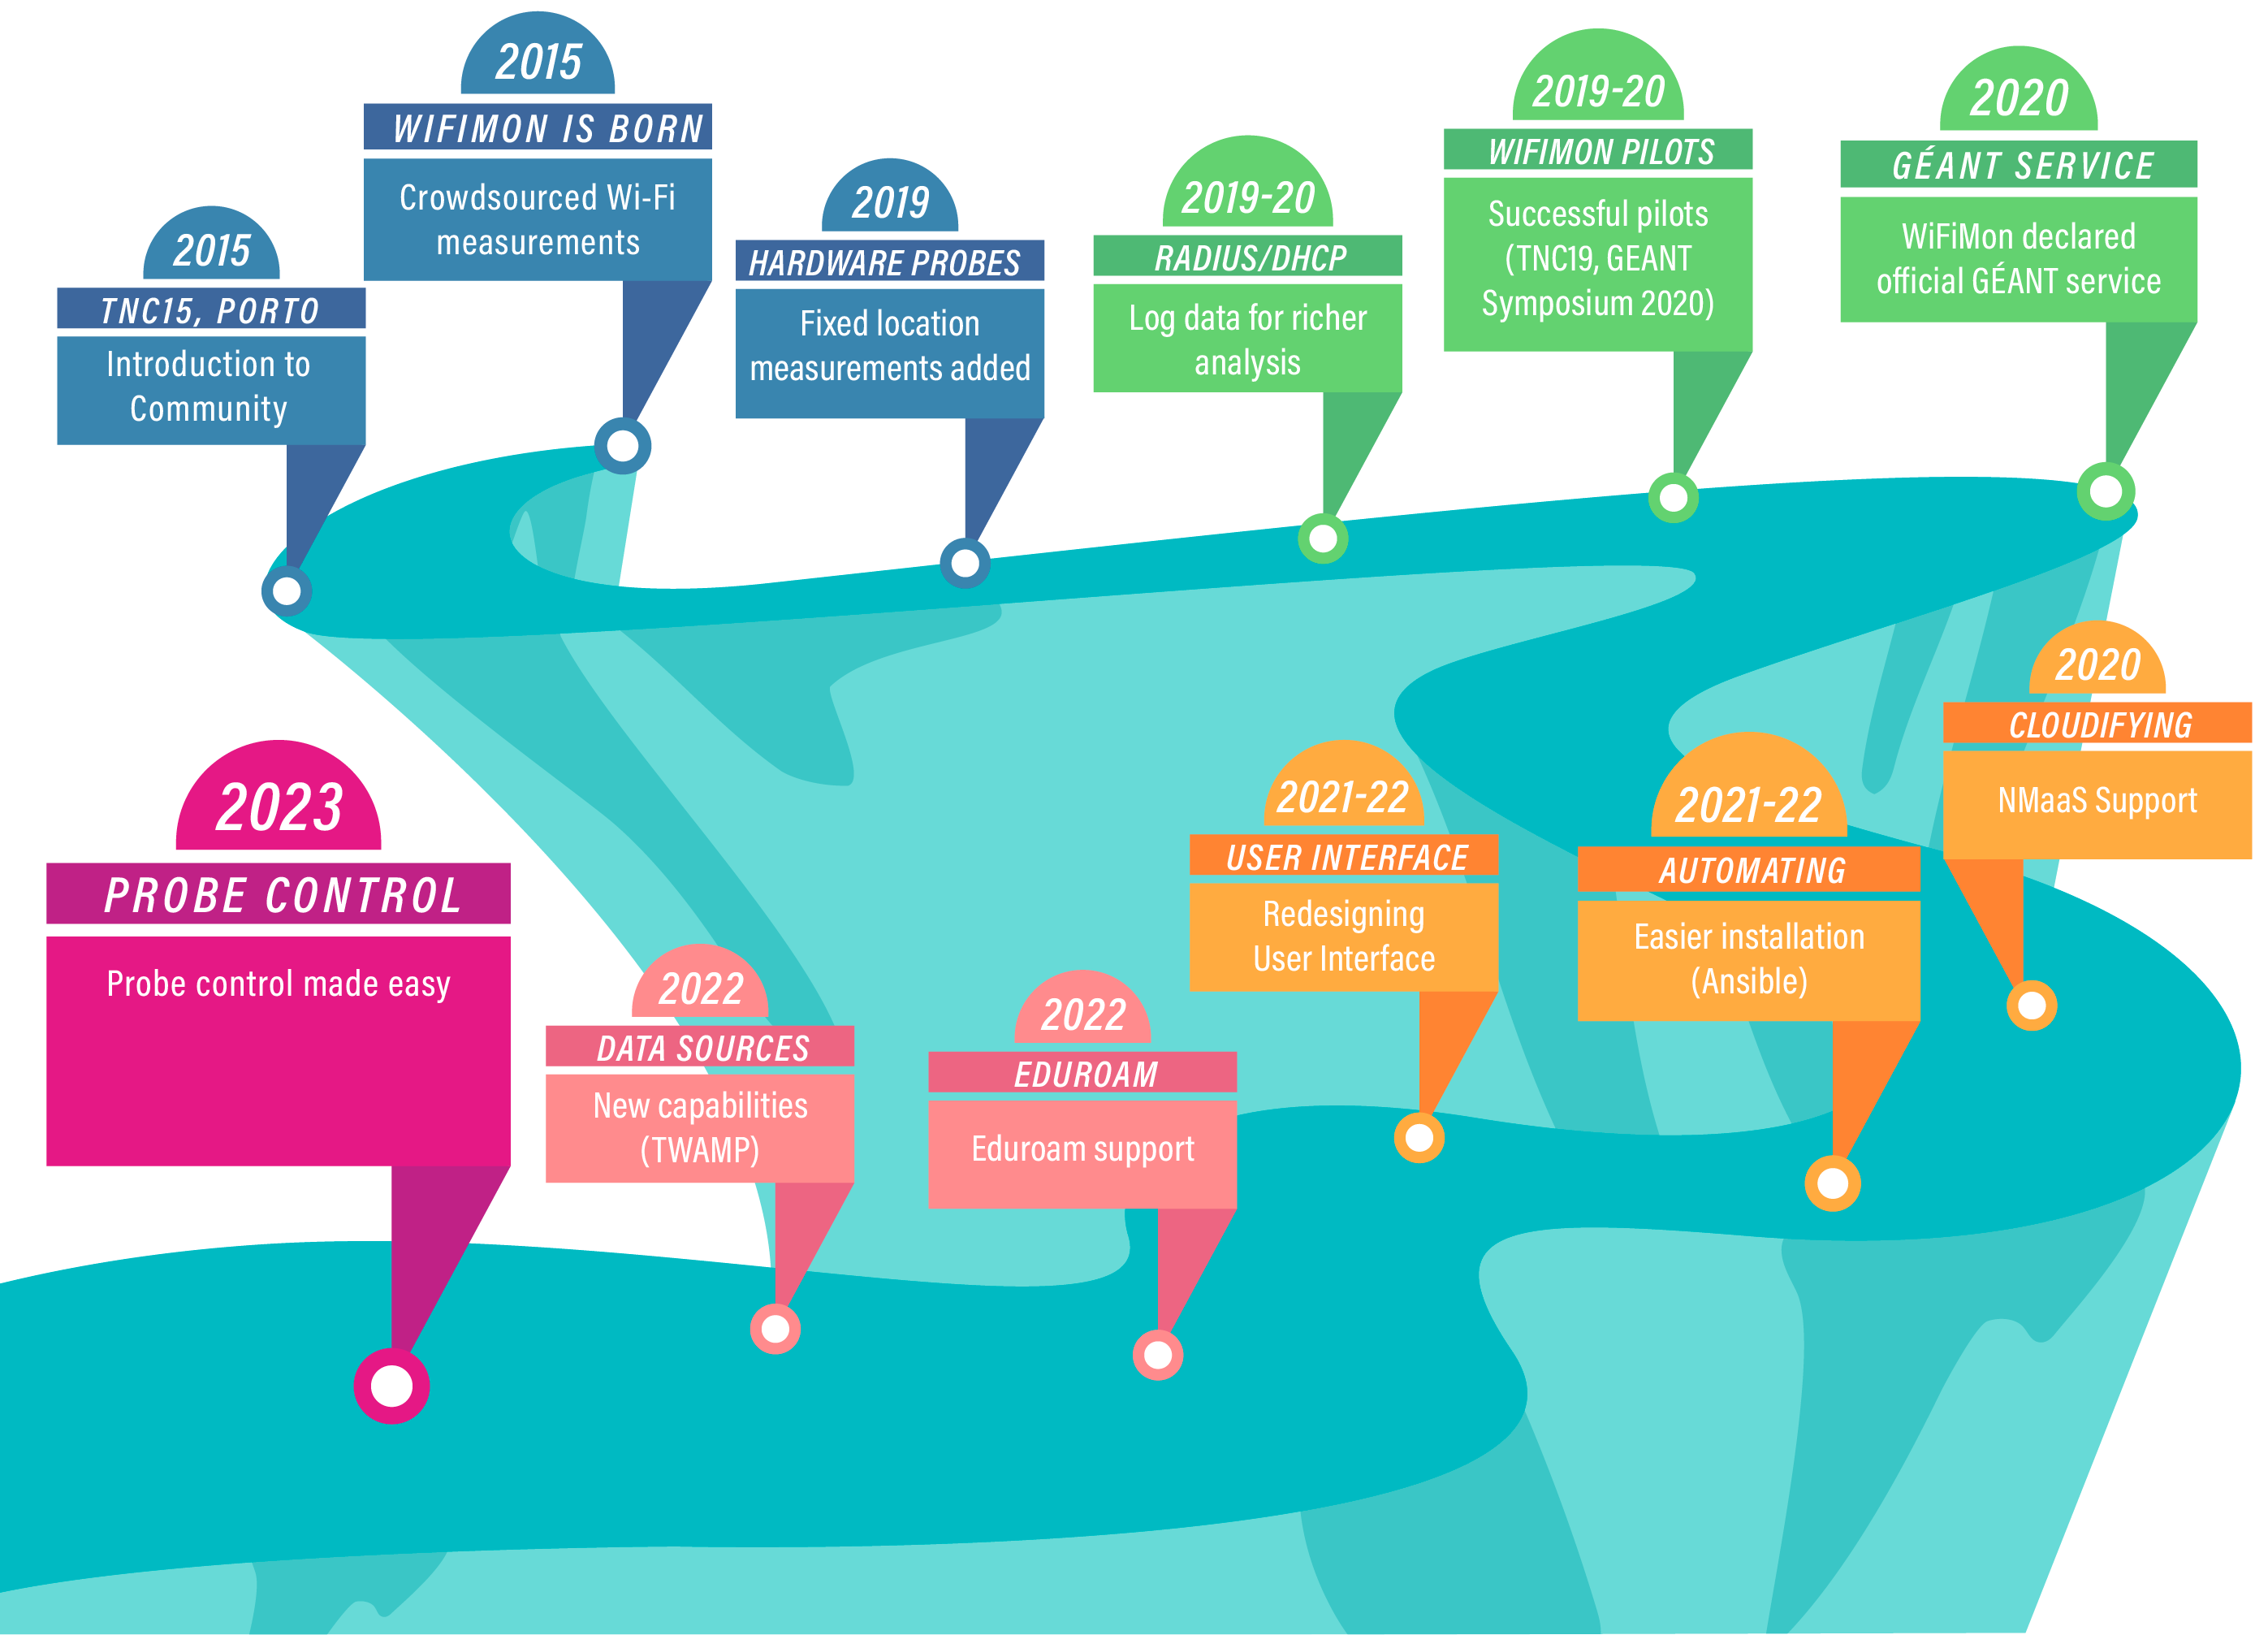 2015
WIFIMON IS BORN
Crowdsourced Wi-Fi
measurements
2015
TNC15, PORTO
Introduction to
Community
2019
HARDWARE PROBES
Fixed location
measurements added
2019-20
RADIUS/DHCP
Log data for richer
analysis
2019-20
WIFIMON PILOTS
Successful pilots
(TNC19, GEANT
Symposium 2020)
2020
GÉANT SERVICE
WiFiMon declared
official GÉANT service
2020
CLOUDIFYING
NMaaS Support
2021-22
AUTOMATING
Easier installation
(Ansible)
2021-22
USER INTERFACE
Redesigning
User Interface
2022
EDUROAM
Eduroam support
2022
DATA SOURCES
New capabilities
(TWAMP)
2023
PROBE CONTROL
Probe control made easy